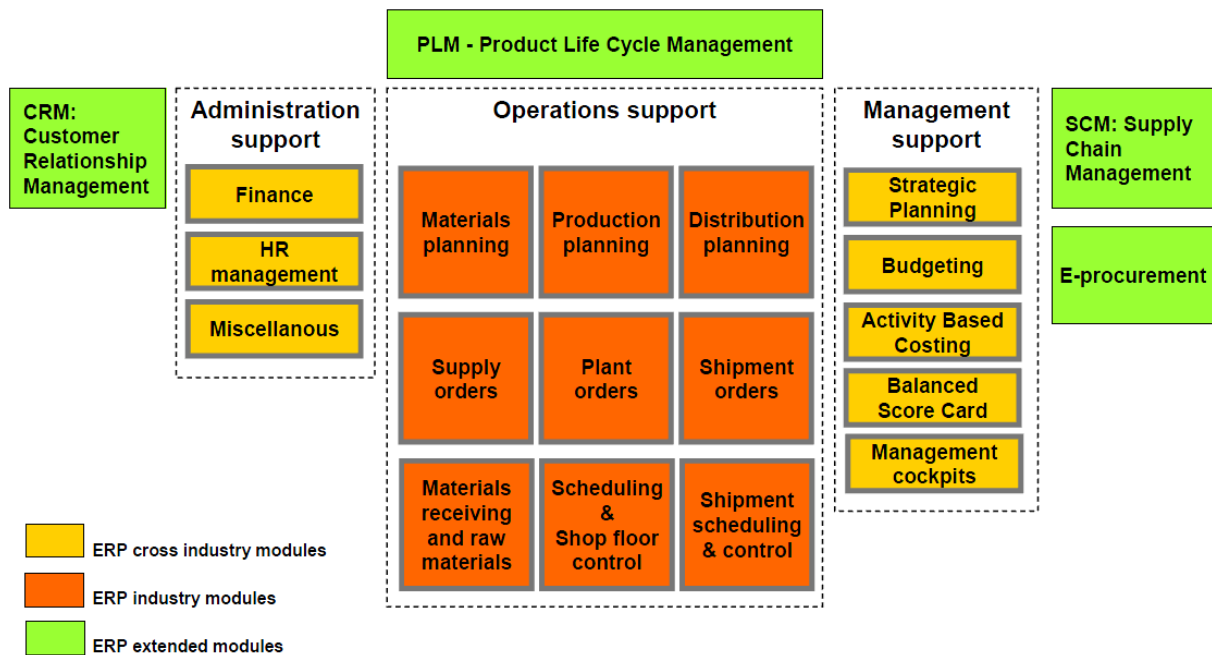 PLM - Product Life Cycle Management
CRM:
Customer
Relationship
Management
Administration
support
Finance
HR
management
Miscellanous
Operations support
Materials
planning
Production
planning
Distribution
planning
Supply
orders
Plant
orders
Shipment
orders
Materials
receiving
and raw
materials
Scheduling
&
Shop floor
control
Shipment
scheduling
& control
Management
support
Strategic
Planning
Budgeting
Activity Based
Costing
Balanced
Score Card
Management
cockpits
SCM: Supply
Chain
Management
E-procurement
ERP cross industry modules
ERP industry modules
ERP extended modules